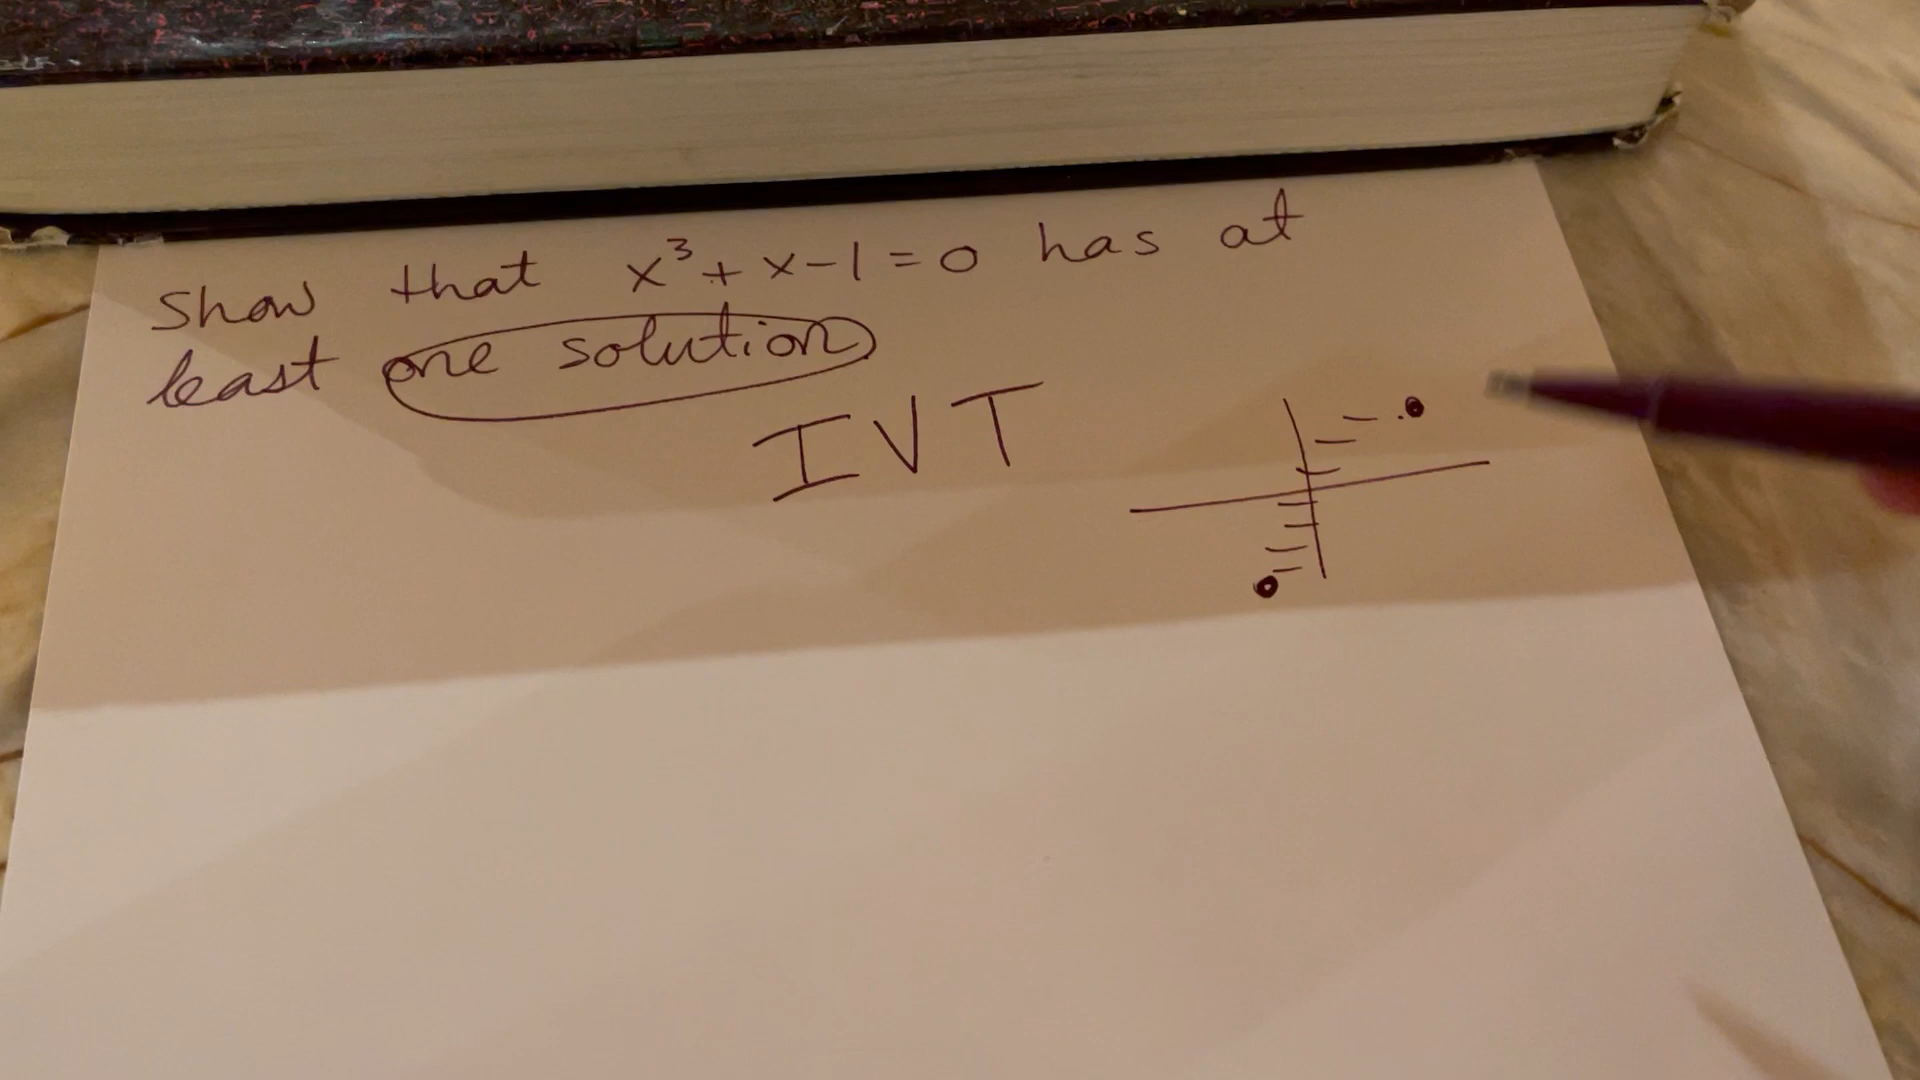 Show that x³ + x - 1 = 0 has at
least one solution
IVT